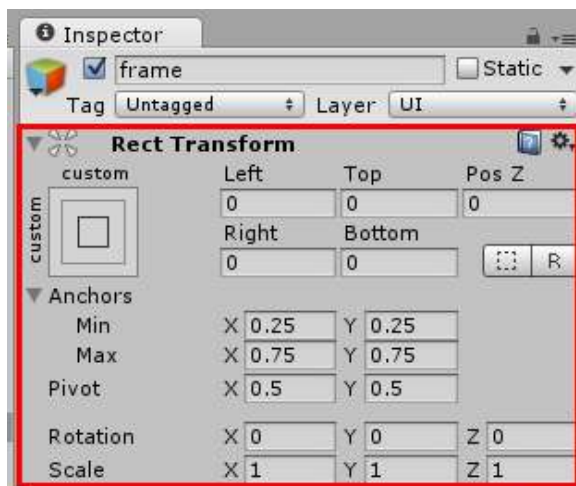 Inspector
frame Static
Tag Untagged Layer UI
Rect Transform
custom Left Top Pos Z
custom
0 0 0
Right Bottom
0 0 R
Anchors
Min X 0.25 Y 0.25
Max X 0.75 Y 0.75
Pivot X 0.5 Y 0.5
Rotation X 0 Y 0 Z 0
Scale X 1 Y 1 Z 1